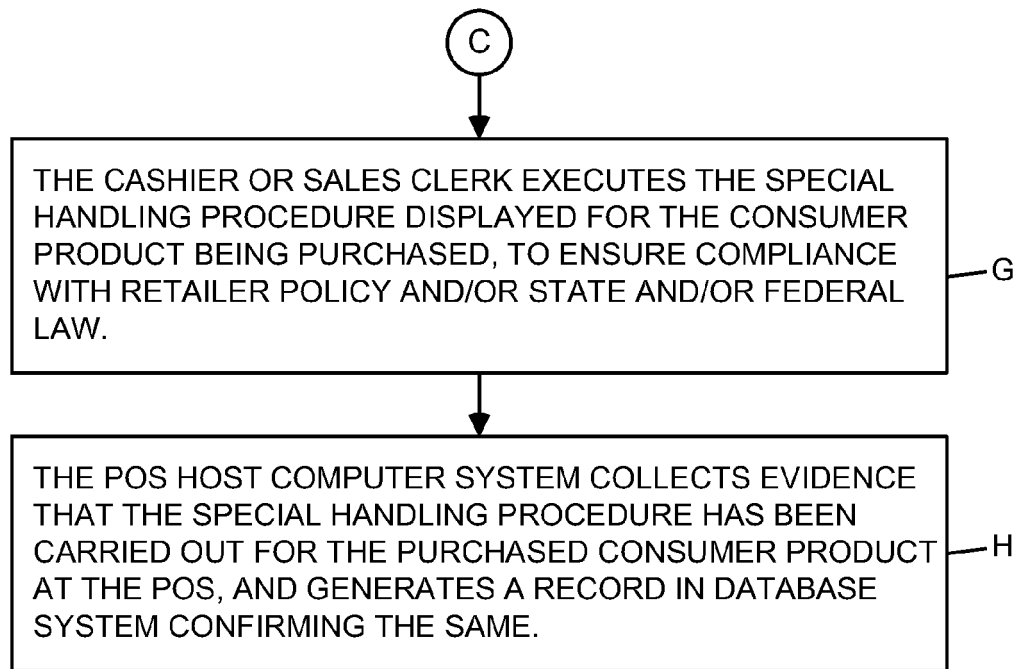 C
THE CASHIER OR SALES CLERK EXECUTES THE SPECIAL
HANDLING PROCEDURE DISPLAYED FOR THE CONSUMER
PRODUCT BEING PURCHASED, TO ENSURE COMPLIANCE
WITH RETAILER POLICY AND/OR STATE AND/OR FEDERAL
LAW.
G
THE POS HOST COMPUTER SYSTEM COLLECTS EVIDENCE
THAT THE SPECIAL HANDLING PROCEDURE HAS BEEN
CARRIED OUT FOR THE PURCHASED CONSUMER PRODUCT
AT THE POS, AND GENERATES A RECORD IN DATABASE
SYSTEM CONFIRMING THE SAME.
H